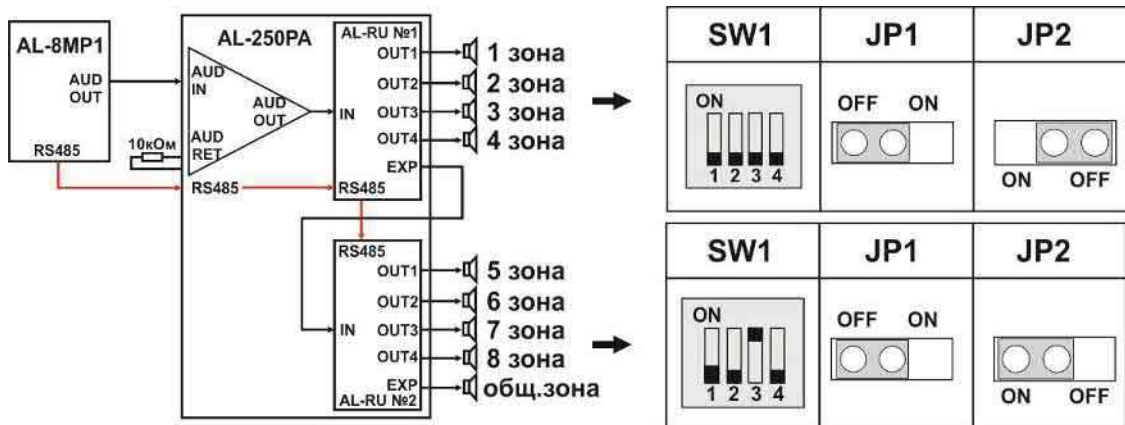 AL-8MP1
AUD
OUT
RS485
10кОм
AL-250PA
AUD
IN
AUD
OUT
AUD
RET
RS485
AL-RU №1
OUT1
OUT2
IN
OUT3
OUT4
EXP
RS485
1 зона
2 зона
3 зона
4 зона
RS485
OUT1
OUT2
IN
OUT3
OUT4
EXP
AL-RU №2
5 зона
6 зона
7 зона
8 зона
общ.зона
SW1 JP1 JP2
ON
1 2 3 4
OFF ON
ON OFF
SW1 JP1 JP2
ON
1 2 3 4
OFF ON
ON OFF